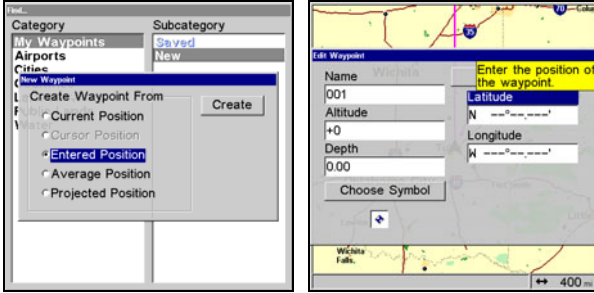 Find...
Category
Subcategory
My Waypoints
Saved
Airports
New
Cities
New Waypoint
Create Waypoint From
Create
Current Position
Cursor Position
Entered Position
Average Position
Projected Position
70
35
Edit Waypoint
Name
Wichita
Enter the position of
the waypoint.
001
Latitude
Altitude
N --°--.---'
+0
Longitude
Depth
W ---°--.---'
0.00
Choose Symbol
Wichita
Falls.
↔ 400 m